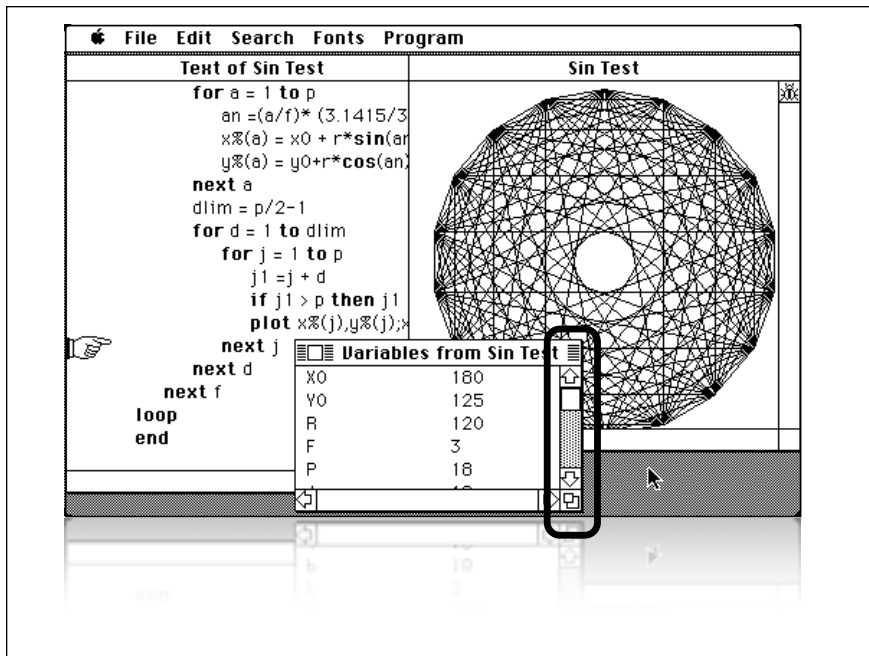 File Edit Search Fonts Program
Text of Sin Test
for a = 1 to p
an =(a/f)* (3.1415/3
x%(a) = x0 + r*sin(an
y%(a) = y0+r*cos(an)
next a
dlim = p/2-1
for d = 1 to dlim
for j = 1 to p
j1 =j + d
if j1 > p then j1
plot x%(j),y%(j);x
next j
next d
next f
loop
end
Sin Test
Variables from Sin Test
X0 180
Y0 125
R 120
F 3
P 18